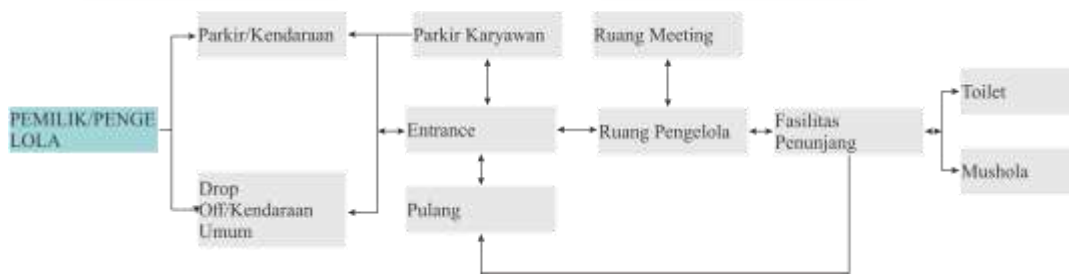 Parkir/Kendaraan
Parkir Karyawan
Ruang Meeting
PEMILIK/PENGE
LOLA
Entrance
Ruang Pengelola
Fasilitas
Penunjang
Toilet
Mushola
Drop
Off/Kendaraan
Umum
Pulang